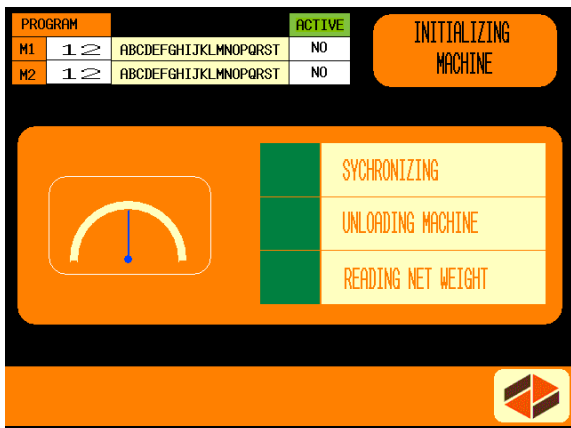 PROGRAM ACTIVE
M1 12 ABCDEFGHIJKLMNOPQRST NO
M2 12 ABCDEFGHIJKLMNOPQRST NO
INITIALIZING
MACHINE
SYCHRONIZING
UNLOADING MACHINE
READING NET WEIGHT